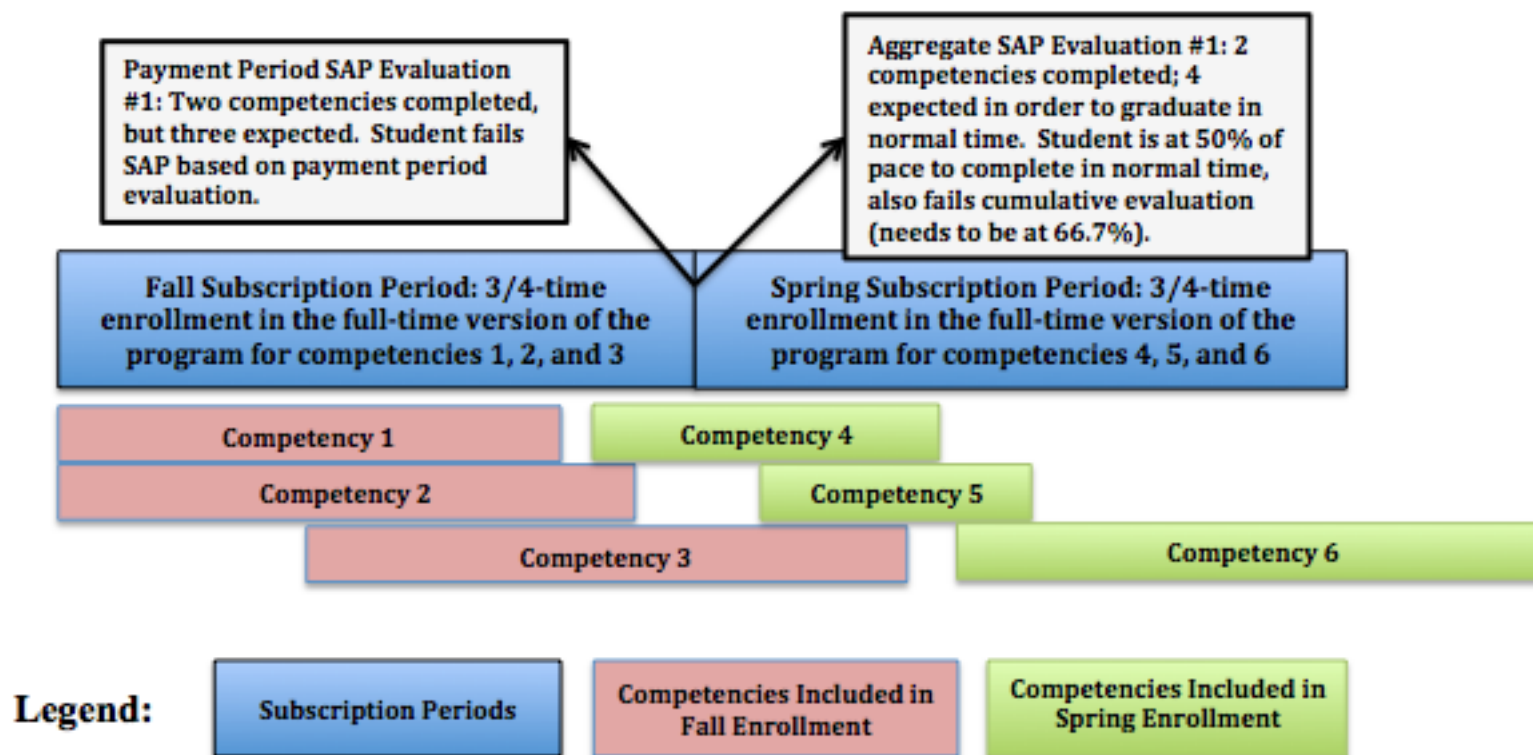 Payment Period SAP Evaluation
#1: Two competencies completed,
but three expected.  Student fails
SAP based on payment period
evaluation.
Aggregate SAP Evaluation #1: 2
competencies completed; 4
expected in order to graduate in
normal time.  Student is at 50% of
pace to complete in normal time,
also fails cumulative evaluation
(needs to be at 66.7%).
Fall Subscription Period: 3/4-time
enrollment in the full-time version of the
program for competencies 1, 2, and 3
Spring Subscription Period: 3/4-time
enrollment in the full-time version of the
program for competencies 4, 5, and 6
Competency 1
Competency 4
Competency 2
Competency 5
Competency 3
Competency 6
Legend:
Subscription Periods
Competencies Included in
Fall Enrollment
Competencies Included in
Spring Enrollment